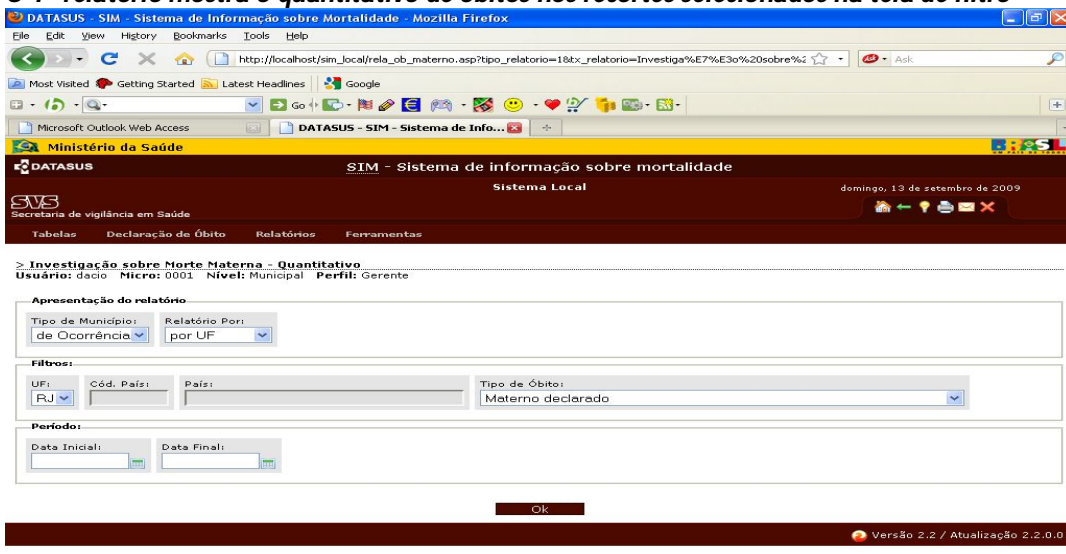 O 1º relatório mostra o quantitativo de óbitos nos recortes selecionados na tela de filtro
DATASUS - SIM - Sistema de Informação sobre Mortalidade - Mozilla Firefox
File Edit View History Bookmarks Tools Help
http://localhost/sim_local/rela_ob_materno.asp?tipo_relatorio=1&tx_relatorio=Investiga%E7%E3o%20sobre%2 Ask
Most Visited Getting Started Latest Headlines Google
Go
Microsoft Outlook Web Access DATASUS - SIM - Sistema de Info...
Ministério da Saúde BRASIL
DATASUS SIM - Sistema de informação sobre mortalidade
Sistema Local domingo, 13 de setembro de 2009
SVS
Secretaria de vigilância em Saúde
Tabelas Declaração de Óbito Relatórios Ferramentas
> Investigação sobre Morte Materna - Quantitativo
Usuário: dacio Micro: 0001 Nível: Municipal Perfil: Gerente
Apresentação do relatório
Tipo de Município: Relatório Por:
de Ocorrência por UF
Filtros:
UF: Cód. País: País: Tipo de Óbito:
RJ Materno declarado
Período:
Data Inicial: Data Final:
Ok
Versão 2.2 / Atualização 2.2.0.0